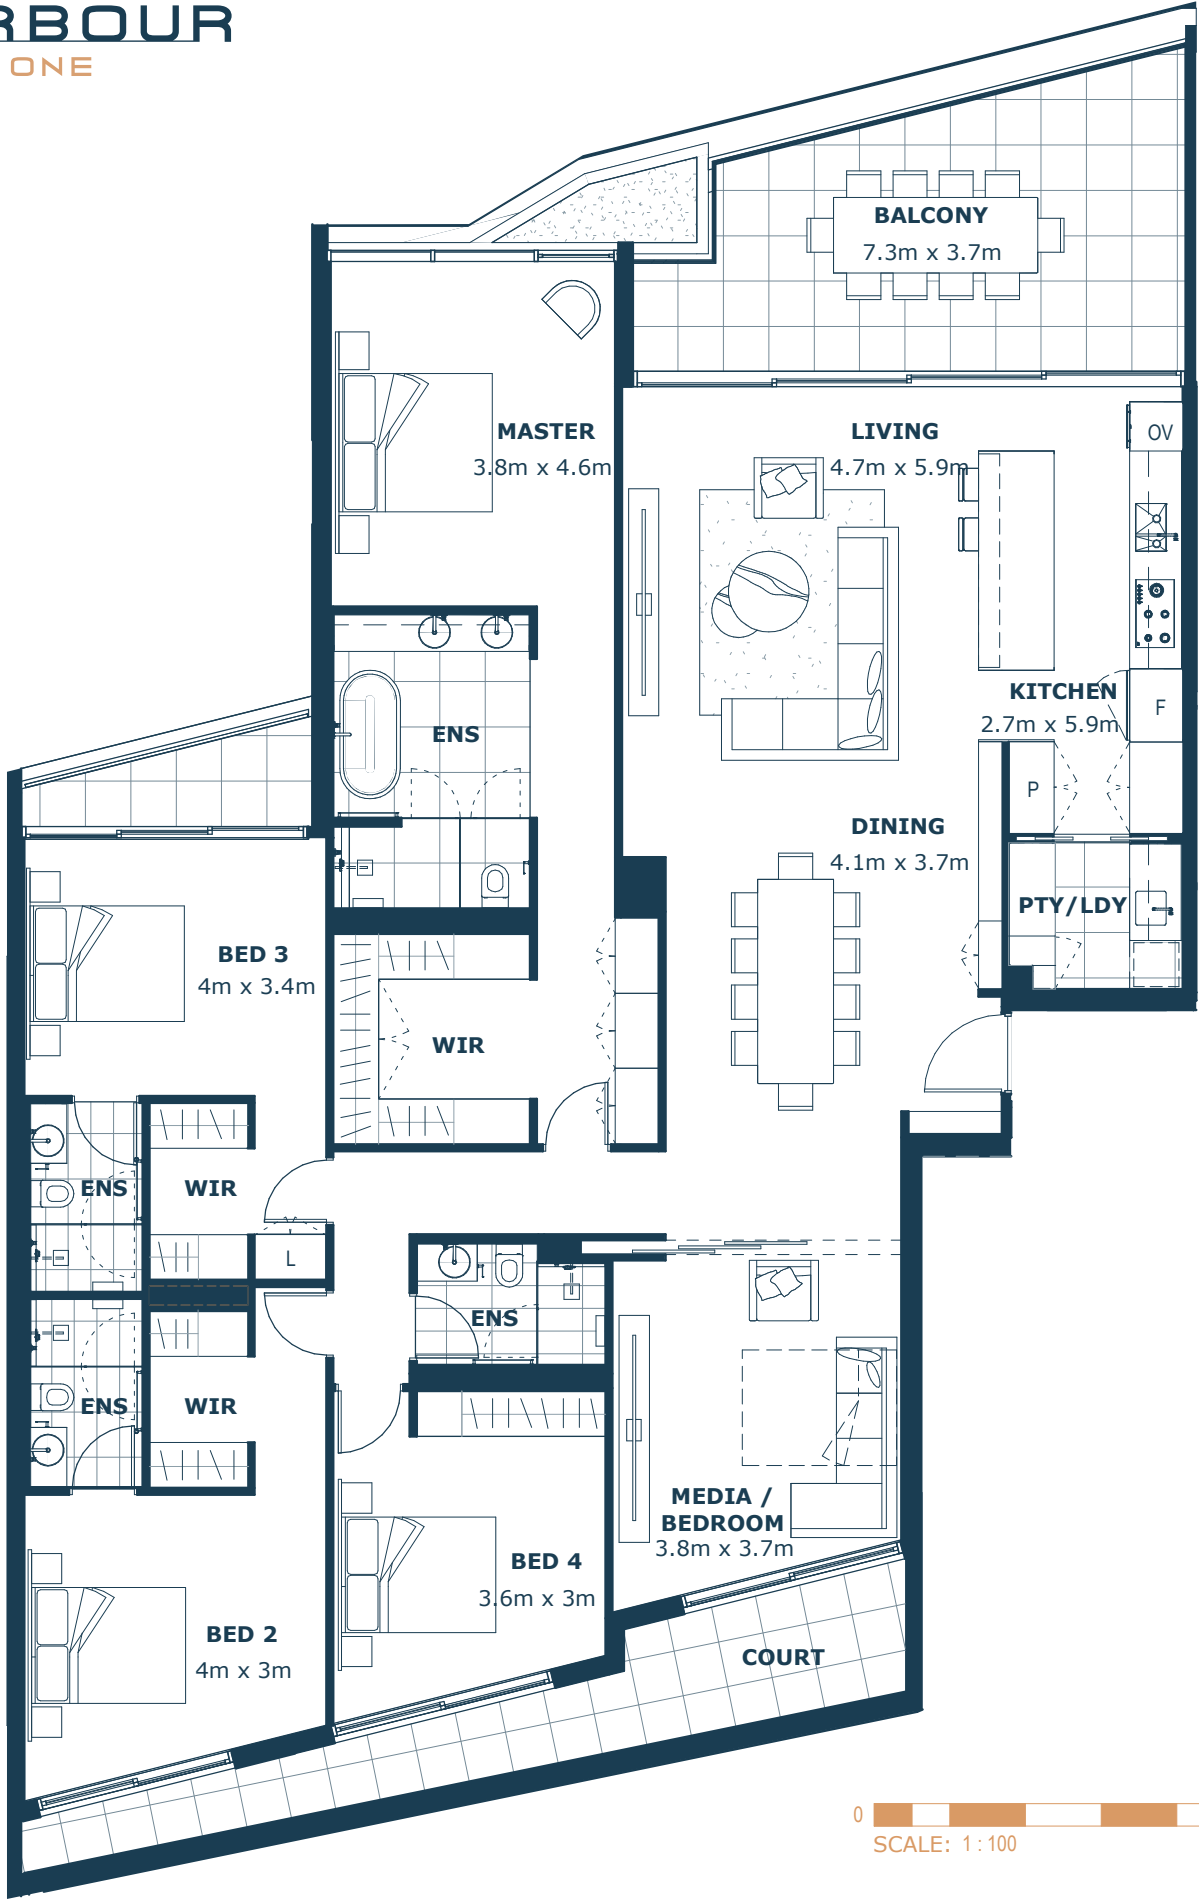 RBOUR
ONE
BALCONY
7.3m x 3.7m
MASTER
3.8m x 4.6m
LIVING
4.7m x 5.9m
OV
KITCHEN
2.7m x 5.9m
F
ENS
P
DINING
4.1m x 3.7m
PTY/LDY
BED 3
4m x 3.4m
WIR
ENS
WIR
L
ENS
ENS
WIR
MEDIA /
BEDROOM
3.8m x 3.7m
BED 4
3.6m x 3m
BED 2
4m x 3m
COURT
0
SCALE: 1 : 100